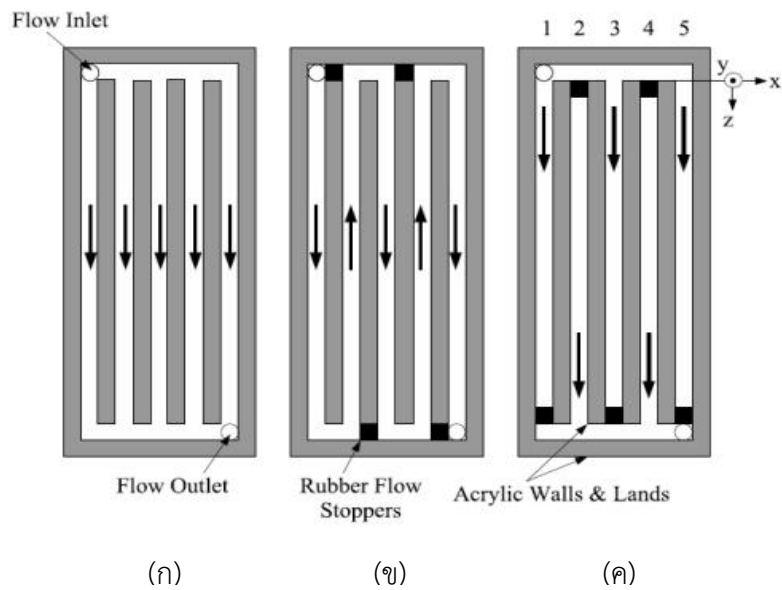 Flow Inlet
1 2 3 4 5
y
x
z
Flow Outlet
Rubber Flow
Stoppers
Acrylic Walls & Lands
(ก) (ข) (ค)